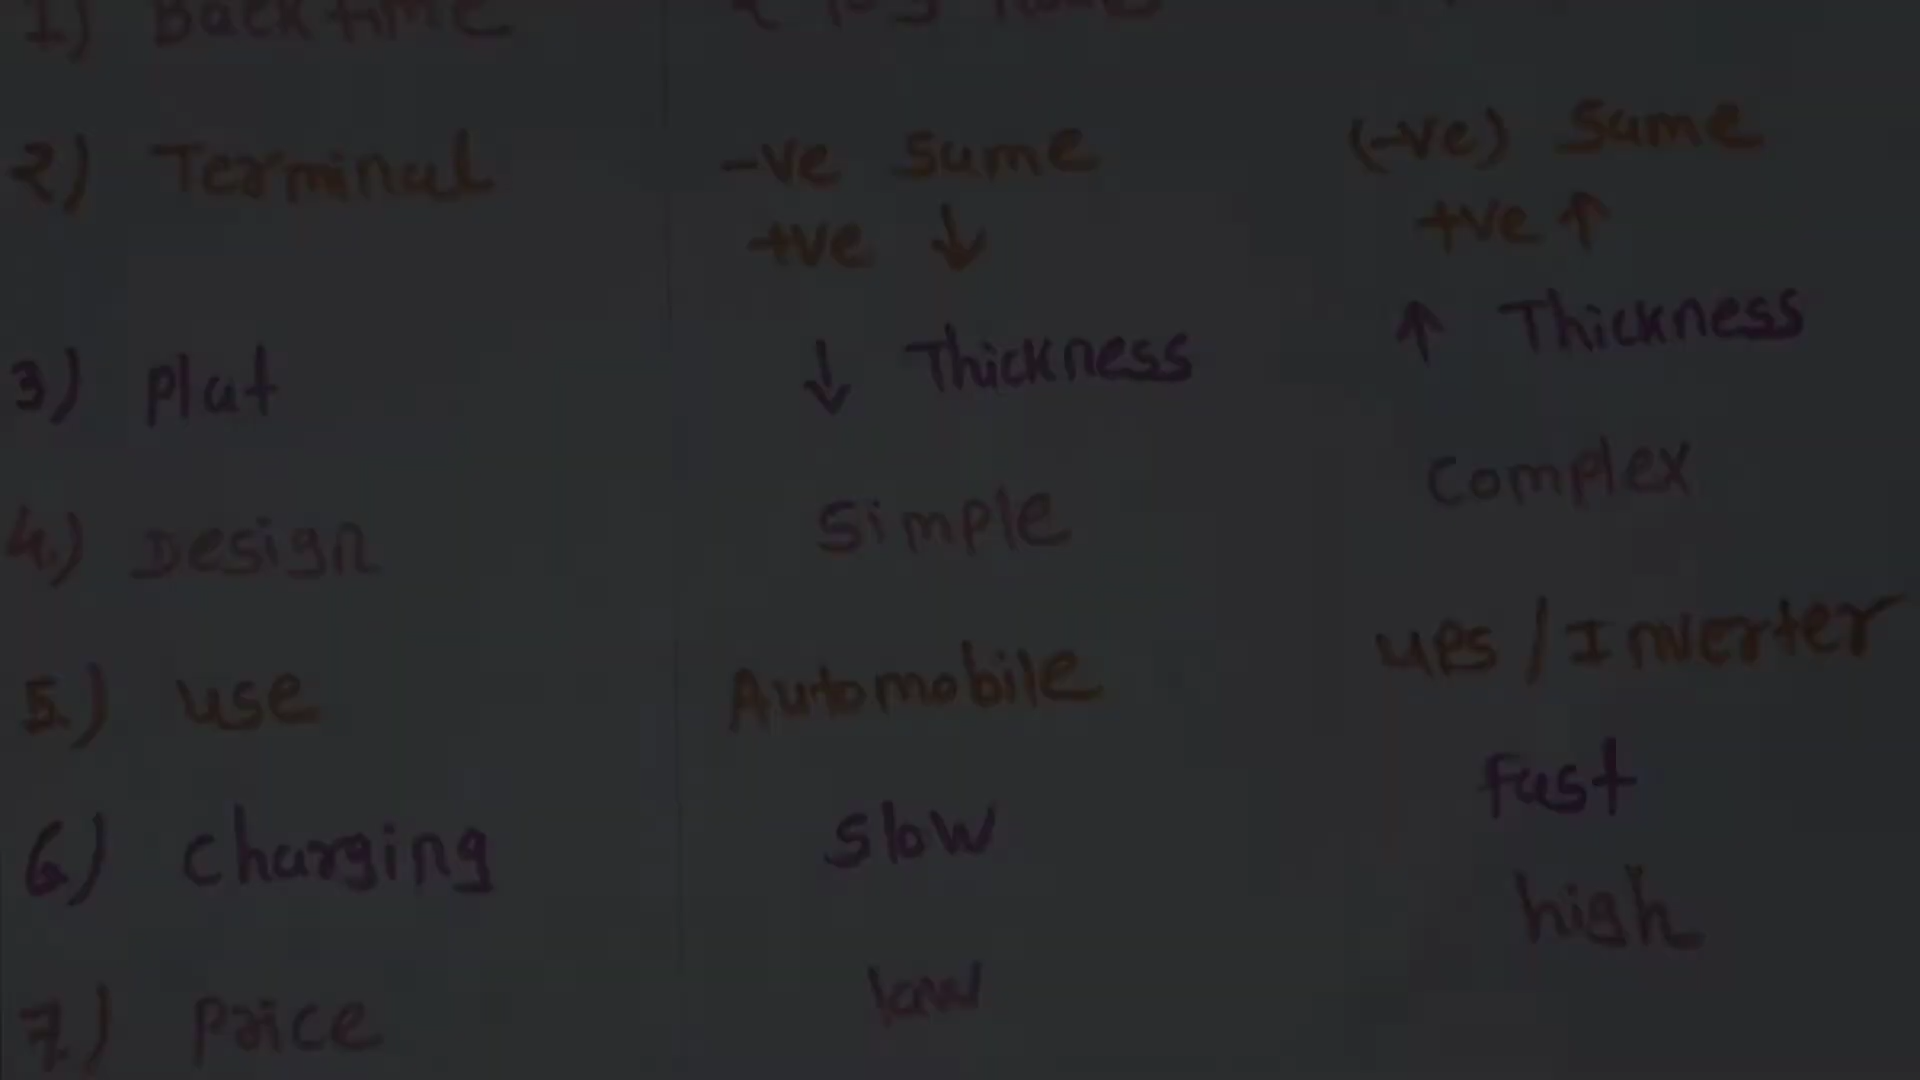 1) Back time
2) Terminal -ve Same (-ve) Same
+ve ↓ +ve ↑
3) Plat ↓ Thickness ↑ Thickness
4.) Design Simple Complex
5.) Use Automobile UPS / Inverter
6) Charging Slow Fast
7.) Price low high